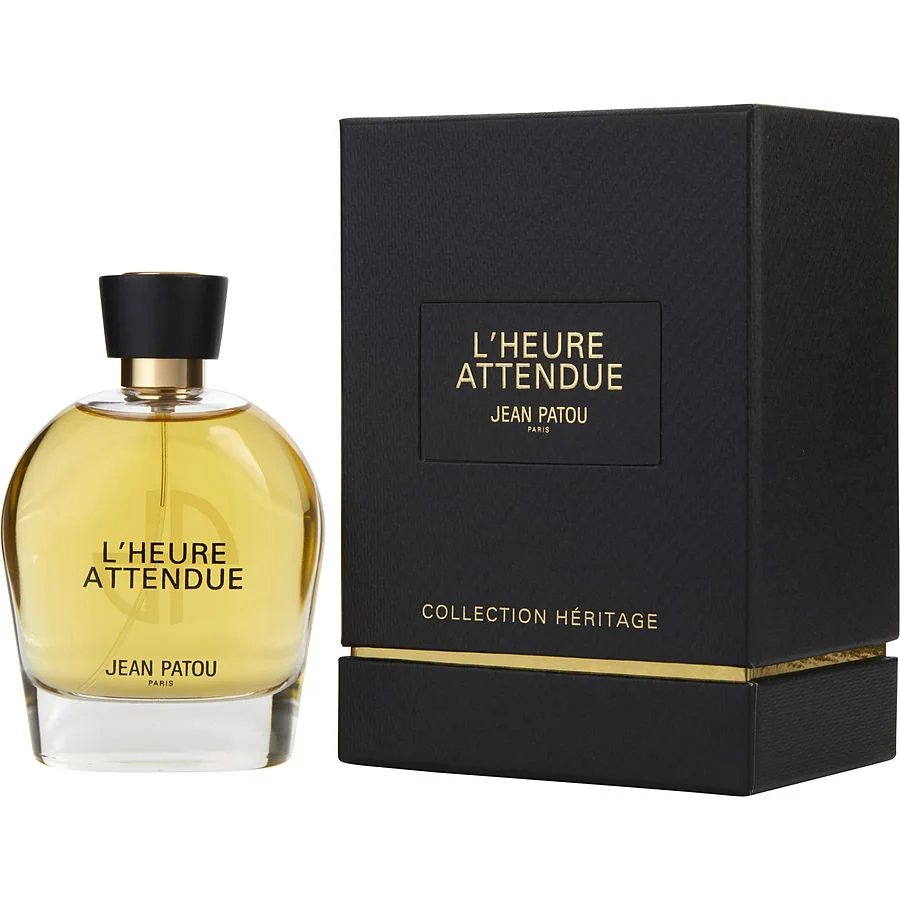 L'HEURE
ATTENDUE
JEAN PATOU
PARIS
L'HEURE
ATTENDUE
JEAN PATOU
PARIS
COLLECTION HÉRITAGE